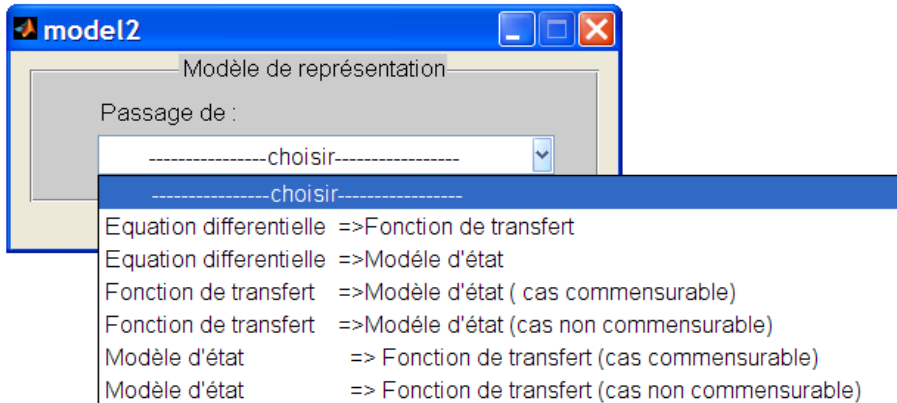 model2
Modèle de représentation
Passage de :
----------------choisir-----------------
----------------choisir-----------------
Equation differentielle =>Fonction de transfert
Equation differentielle =>Modéle d'état
Fonction de transfert =>Modèle d'état ( cas commensurable)
Fonction de transfert =>Modéle d'état (cas non commensurable)
Modèle d'état => Fonction de transfert (cas commensurable)
Modèle d'état => Fonction de transfert (cas non commensurable)